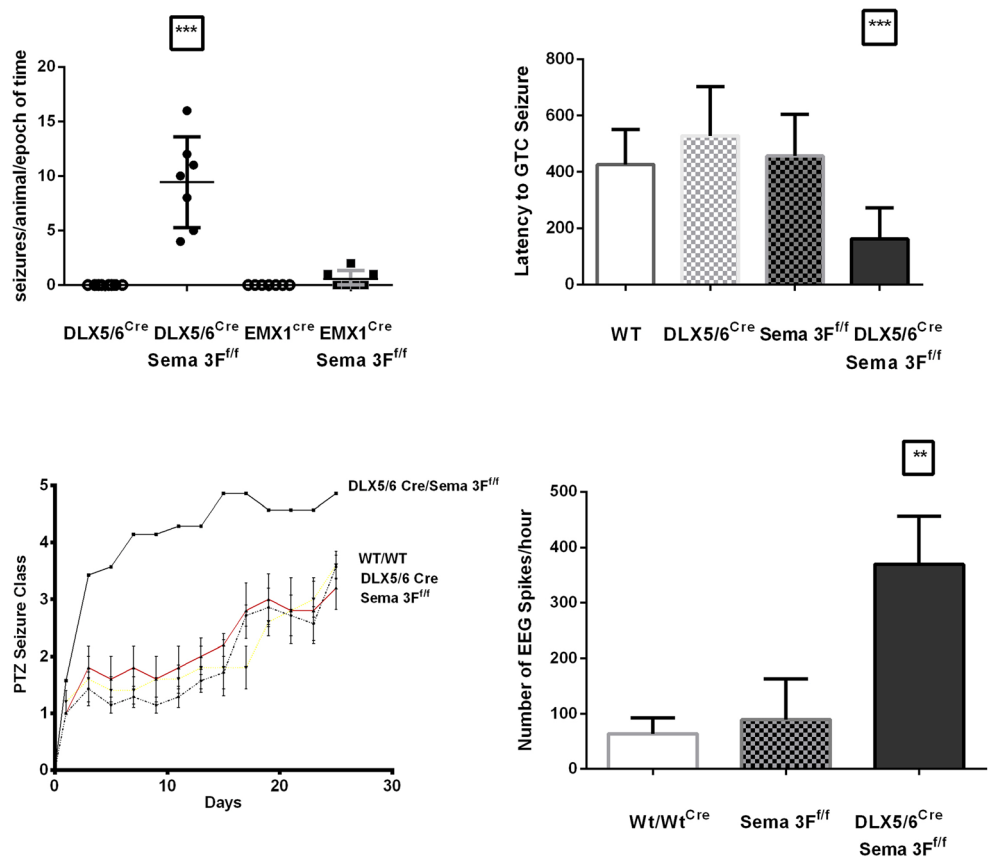 ***
seizures/animal/epoch of time
20
15
10
5
0
DLX5/6Cre
DLX5/6Cre
Sema 3Ff/f
EMX1cre
EMX1Cre
Sema 3Ff/f
***
Latency to GTC Seizure
800
600
400
200
0
WT
DLX5/6Cre
Sema 3Ff/f
DLX5/6Cre
Sema 3Ff/f
PTZ Seizure Class
5
4
3
2
1
0
0
10
20
30
Days
DLX5/6 Cre/Sema 3Ff/f
WT/WT
DLX5/6 Cre
Sema 3Ff/f
**
Number of EEG Spikes/hour
500
400
300
200
100
0
Wt/WtCre
Sema 3Ff/f
DLX5/6Cre
Sema 3Ff/f